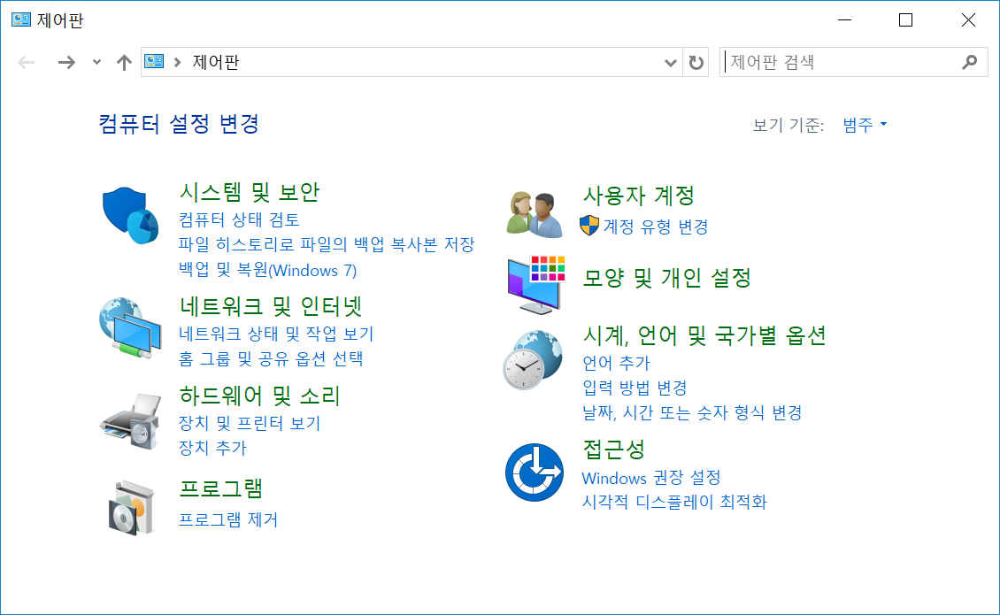 제어판
제어판
제어판 검색
컴퓨터 설정 변경
보기 기준: 범주
시스템 및 보안
컴퓨터 상태 검토
파일 히스토리로 파일의 백업 복사본 저장
백업 및 복원(Windows 7)
네트워크 및 인터넷
네트워크 상태 및 작업 보기
홈 그룹 및 공유 옵션 선택
하드웨어 및 소리
장치 및 프린터 보기
장치 추가
프로그램
프로그램 제거
사용자 계정
계정 유형 변경
모양 및 개인 설정
시계, 언어 및 국가별 옵션
언어 추가
입력 방법 변경
날짜, 시간 또는 숫자 형식 변경
접근성
Windows 권장 설정
시각적 디스플레이 최적화